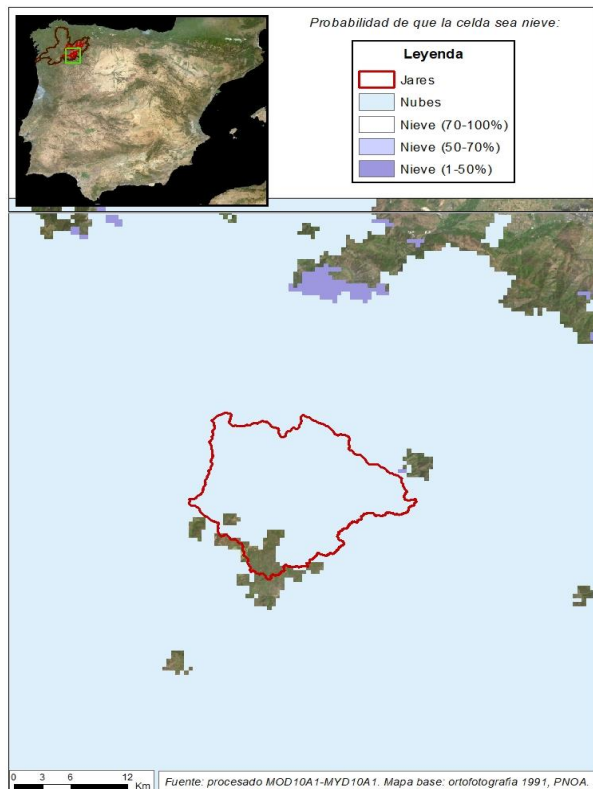 Probabilidad de que la celda sea nieve:
Leyenda
Jares
Nubes
Nieve (70-100%)
Nieve (50-70%)
Nieve (1-50%)
0 3 6 12
Km
Fuente: procesado MOD10A1-MYD10A1. Mapa base: ortofotografia 1991, PNOA.